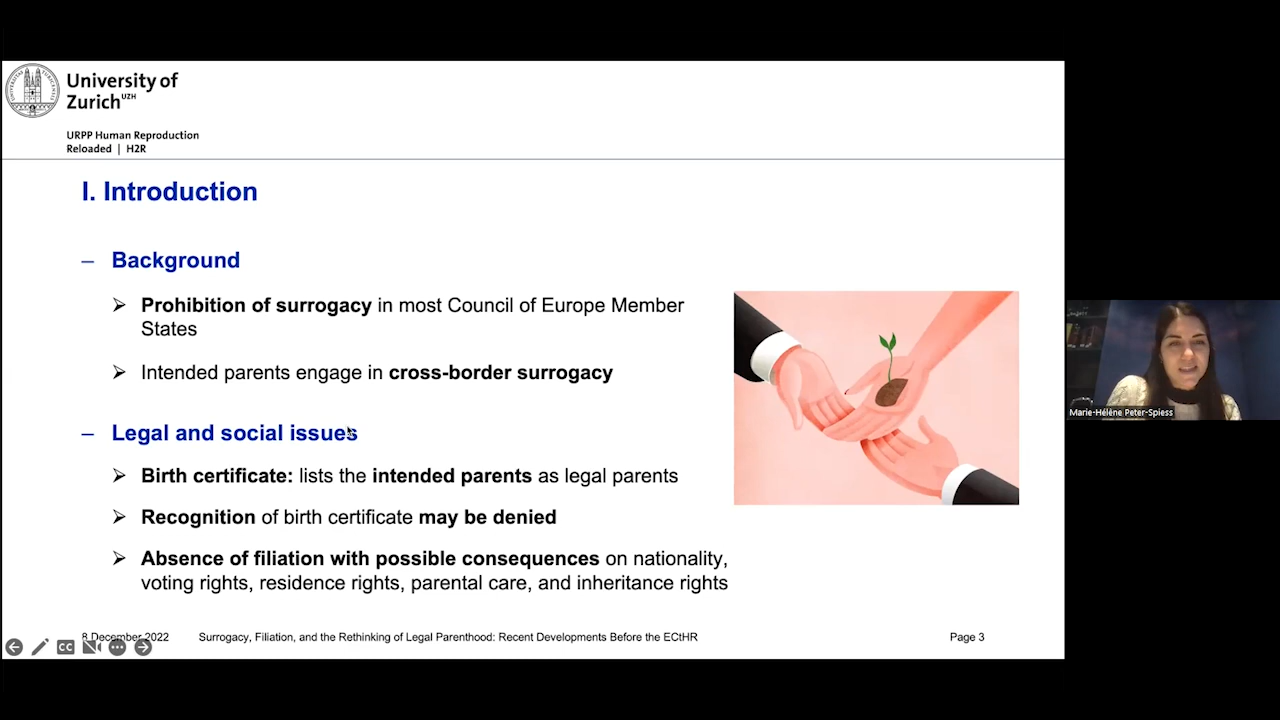 University of
Zurich UZH
URPP Human Reproduction
Reloaded | H2R
I. Introduction
– Background
➢ Prohibition of surrogacy in most Council of Europe Member
States
➢ Intended parents engage in cross-border surrogacy
– Legal and social issues
➢ Birth certificate: lists the intended parents as legal parents
➢ Recognition of birth certificate may be denied
➢ Absence of filiation with possible consequences on nationality,
voting rights, residence rights, parental care, and inheritance rights
Marie-Hélène Peter-Spiess
8 December 2022
Surrogacy, Filiation, and the Rethinking of Legal Parenthood: Recent Developments Before the ECtHR
Page 3
CC